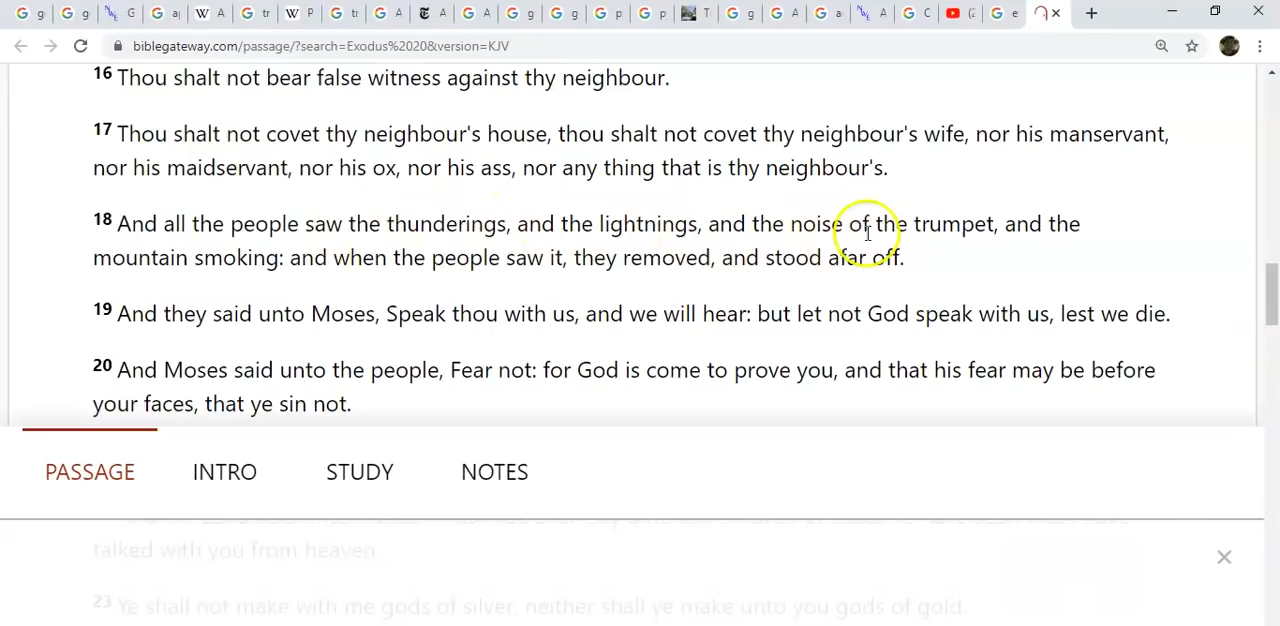 G g
G g
G
G a
W A
G tr
W P
G tr
G A
A
G A
G g
G g
G p
G p
T
G g
G A
G a
A
G C
(2
G e
biblegateway.com/passage/?search=Exodus%2020&version=KJV
16 Thou shalt not bear false witness against thy neighbour.
17 Thou shalt not covet thy neighbour's house, thou shalt not covet thy neighbour's wife, nor his manservant,
nor his maidservant, nor his ox, nor his ass, nor any thing that is thy neighbour's.
18 And all the people saw the thunderings, and the lightnings, and the noise of the trumpet, and the
mountain smoking: and when the people saw it, they removed, and stood afar off.
19 And they said unto Moses, Speak thou with us, and we will hear: but let not God speak with us, lest we die.
20 And Moses said unto the people, Fear not: for God is come to prove you, and that his fear may be before
your faces, that ye sin not.
PASSAGE INTRO STUDY NOTES
talked with you from heaven
23 Ye shall not make with me gods of silver, neither shall ye make unto you gods of gold.